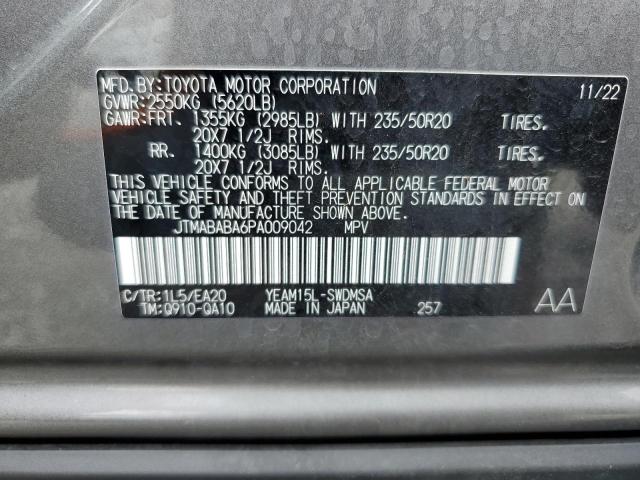 MFD. BY: TOYOTA MOTOR CORPORATION 11/22
GVWR: 2550KG (5620LB)
GAWR: FRT. 1355KG (2985LB) WITH 235/50R20 TIRES.
20X7 1/2J RIMS.
RR. 1400KG (3085LB) WITH 235/50R20 TIRES.
20X7 1/2J RIMS.
THIS VEHICLE CONFORMS TO ALL APPLICABLE FEDERAL MOTOR
VEHICLE SAFETY AND THEFT PREVENTION STANDARDS IN EFFECT ON
THE DATE OF MANUFACTURE SHOWN ABOVE.
JTMABABA6PA009042 MPV
C/TR: 1L5/EA20 YEAM15L-SWDMSA AA
TM: Q910-QA10 MADE IN JAPAN 257